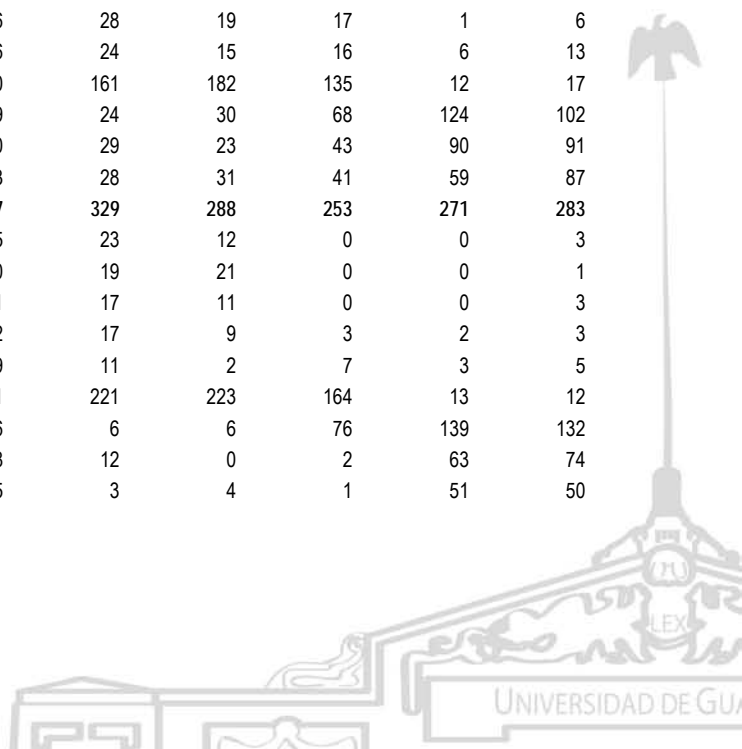 28 19 17 1 6
24 15 16 6 13
161 182 135 12 17
24 30 68 124 102
29 23 43 90 91
28 31 41 59 87
329 288 253 271 283
23 12 0 0 3
19 21 0 0 1
17 11 0 0 3
17 9 3 2 3
11 2 7 3 5
221 223 164 13 12
6 6 76 139 132
12 0 2 63 74
3 4 1 51 50
LEX
UNIVERSIDAD DE GUA